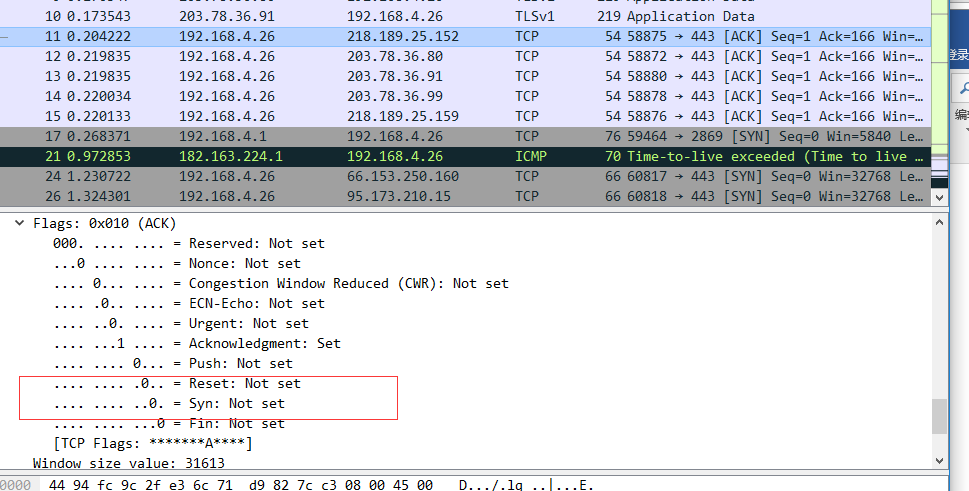 10 0.173543 203.78.36.91 192.168.4.26 TLSv1 219 Application Data
11 0.204222 192.168.4.26 218.189.25.152 TCP 54 58875 → 443 [ACK] Seq=1 Ack=166 Win=…
12 0.219835 192.168.4.26 203.78.36.80 TCP 54 58872 → 443 [ACK] Seq=1 Ack=166 Win=…
13 0.219835 192.168.4.26 203.78.36.91 TCP 54 58880 → 443 [ACK] Seq=1 Ack=166 Win=…
14 0.220034 192.168.4.26 203.78.36.99 TCP 54 58878 → 443 [ACK] Seq=1 Ack=166 Win=…
15 0.220133 192.168.4.26 218.189.25.159 TCP 54 58876 → 443 [ACK] Seq=1 Ack=166 Win=…
17 0.268371 192.168.4.1 192.168.4.26 TCP 76 59464 → 2869 [SYN] Seq=0 Win=5840 Le…
21 0.972853 182.163.224.1 192.168.4.26 ICMP 70 Time-to-live exceeded (Time to live …
24 1.230722 192.168.4.26 66.153.250.160 TCP 66 60817 → 443 [SYN] Seq=0 Win=32768 Le…
26 1.324301 192.168.4.26 95.173.210.15 TCP 66 60818 → 443 [SYN] Seq=0 Win=32768 Le…
Flags: 0x010 (ACK)
000. .... .... = Reserved: Not set
...0 .... .... = Nonce: Not set
.... 0... .... = Congestion Window Reduced (CWR): Not set
.... .0.. .... = ECN-Echo: Not set
.... ..0. .... = Urgent: Not set
.... ...1 .... = Acknowledgment: Set
.... .... 0... = Push: Not set
.... .... .0.. = Reset: Not set
.... .... ..0. = Syn: Not set
.... .... ...0 = Fin: Not set
[TCP Flags: *******A****]
Window size value: 31613
0000 44 94 fc 9c 2f e3 6c 71 d9 82 7c c3 08 00 45 00 D.../.lq ..|...E.
登录
编辑